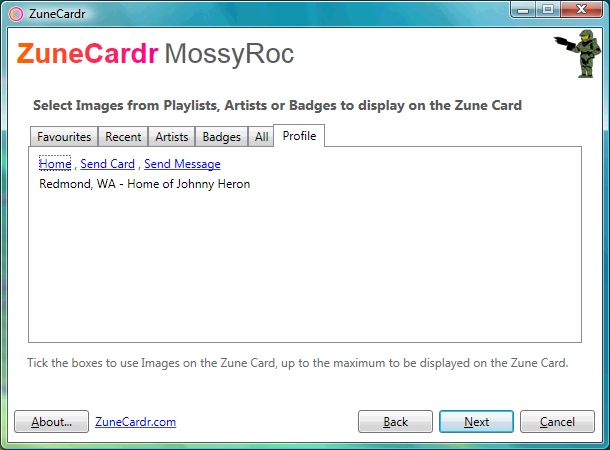 ZuneCardr
ZuneCardr MossyRoc
Select Images from Playlists, Artists or Badges to display on the Zune Card
Favourites Recent Artists Badges All Profile
Home , Send Card , Send Message
Redmond, WA - Home of Johnny Heron
Tick the boxes to use Images on the Zune Card, up to the maximum to be displayed on the Zune Card.
About... ZuneCardr.com Back Next Cancel